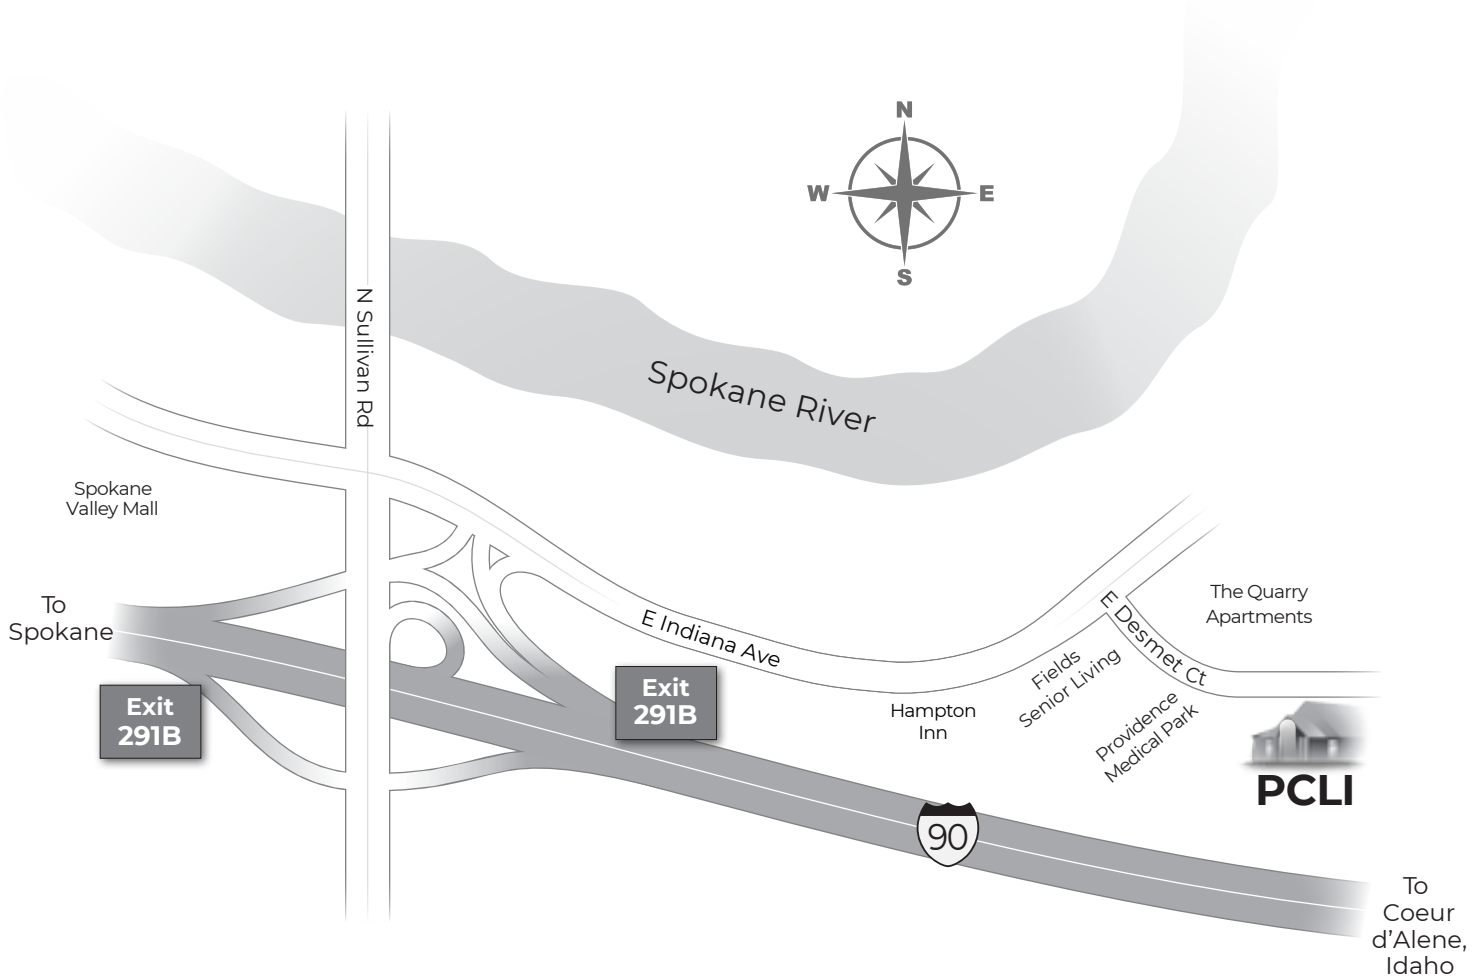 N
W
E
S
N Sullivan Rd
Spokane River
Spokane
Valley Mall
To
Spokane
E Indiana Ave
E Desmet Ct
The Quarry
Apartments
Exit
291B
Exit
291B
Hampton
Inn
Fields
Senior Living
Providence
Medical Park
PCLI
90
To
Coeur
d’Alene,
Idaho